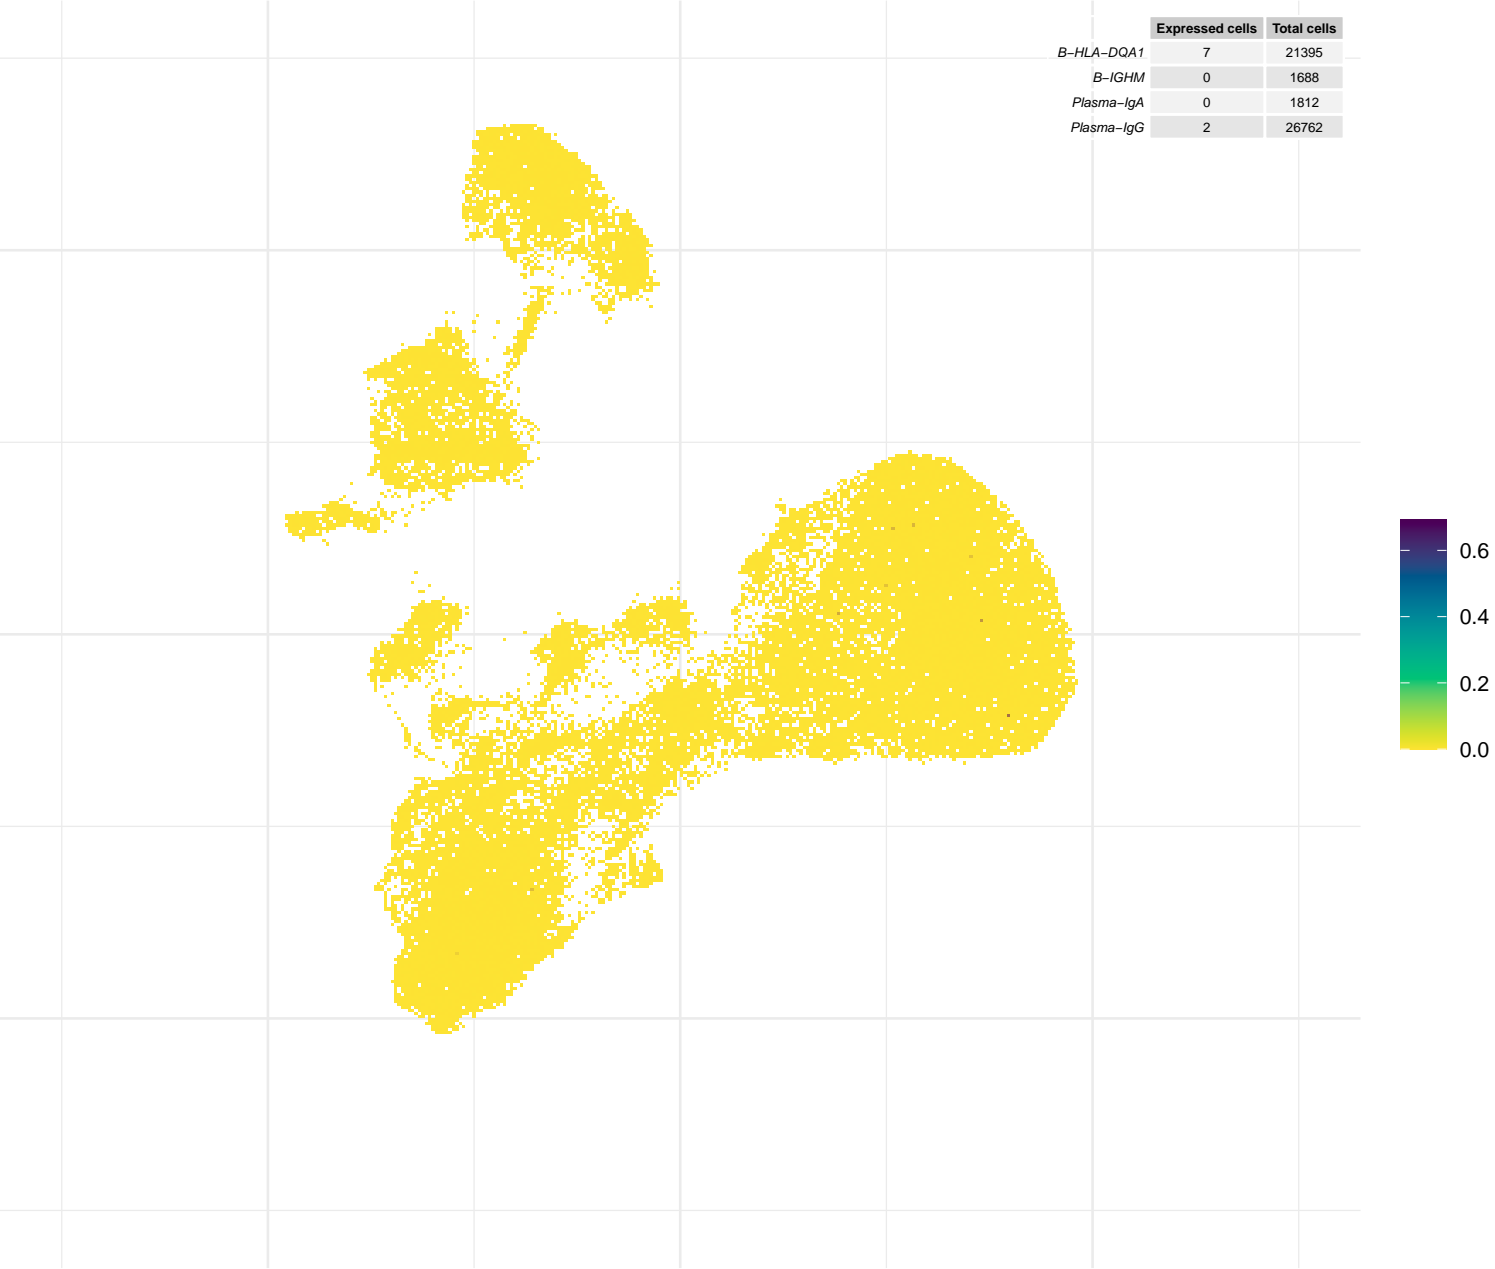 Expressed cells Total cells
B−HLA−DQA1 7 21395
B−IGHM 0 1688
Plasma−IgA 0 1812
Plasma−IgG 2 26762
0.6
0.4
0.2
0.0